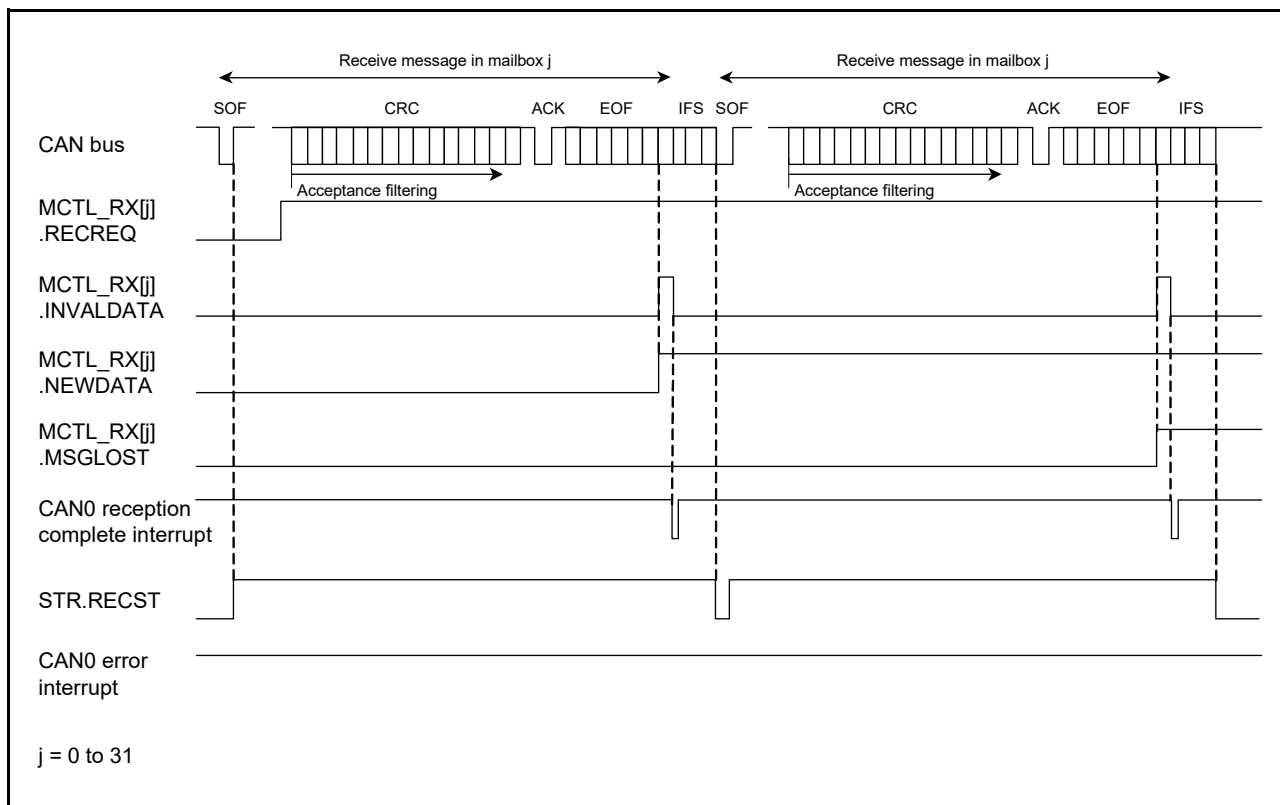 Receive message in mailbox j Receive message in mailbox j
SOF CRC ACK EOF IFS SOF CRC ACK EOF IFS
CAN bus
Acceptance filtering Acceptance filtering
MCTL_RX[j]
.RECREQ
MCTL_RX[j]
.INVALDATA
MCTL_RX[j]
.NEWDATA
MCTL_RX[j]
.MSGLOST
CAN0 reception
complete interrupt
STR.RECST
CAN0 error
interrupt
j = 0 to 31